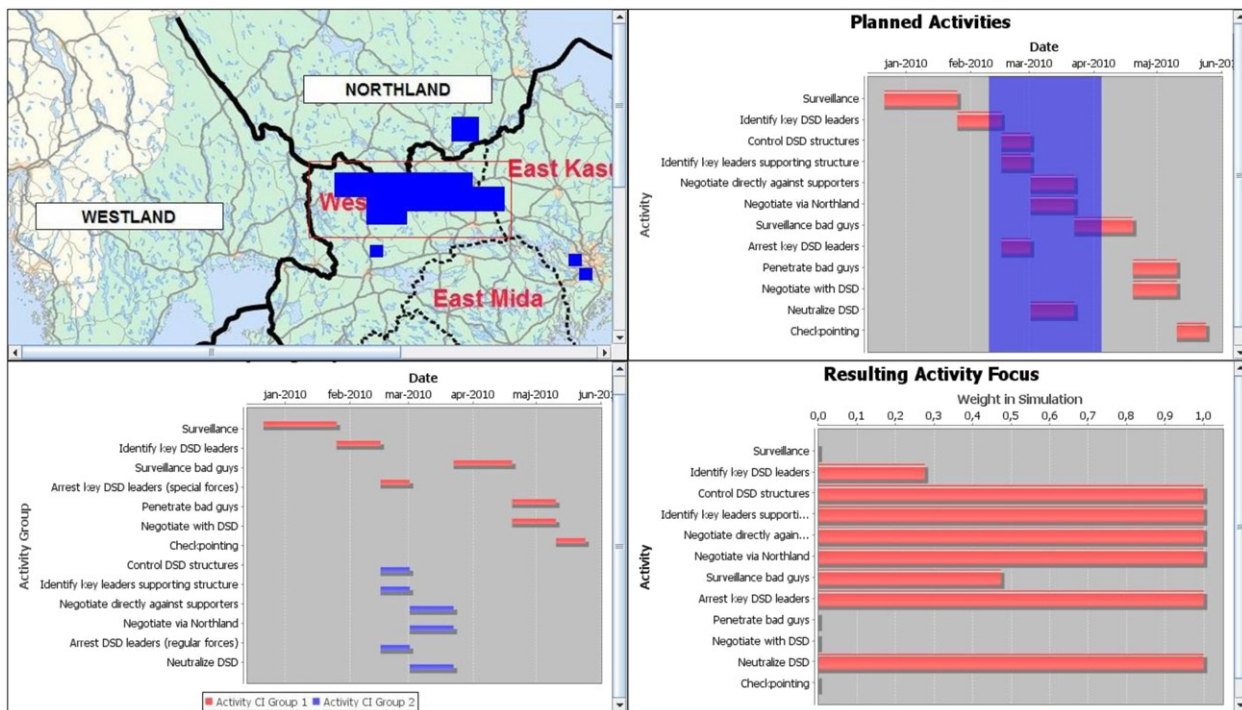 NORTHLAND
East Kasu
Wes
WESTLAND
East Mida
Planned Activities
Date
jan-2010 feb-2010 mar-2010 apr-2010 maj-2010 jun-2
Activity
Surveillance
Identify key DSD leaders
Control DSD structures
Identify key leaders supporting structure
Negotiate directly against supporters
Negotiate via Northland
Surveillance bad guys
Arrest key DSD leaders
Penetrate bad guys
Negotiate with DSD
Neutralize DSD
Checkpointing
Date
jan-2010 feb-2010 mar-2010 apr-2010 maj-2010 jun-20
Activity Group
Surveillance
Identify key DSD leaders
Surveillance bad guys
Arrest key DSD leaders (special forces)
Penetrate bad guys
Negotiate with DSD
Checkpointing
Control DSD structures
Identify key leaders supporting structure
Negotiate directly against supporters
Negotiate via Northland
Arrest DSD leaders (regular forces)
Neutralize DSD
Activity CI Group 1 Activity CI Group 2
Resulting Activity Focus
Weight in Simulation
0,0 0,1 0,2 0,3 0,4 0,5 0,6 0,7 0,8 0,9 1,0
Activity
Surveillance
Identify key DSD leaders
Control DSD structures
Identify key leaders supporti...
Negotiate directly again...
Negotiate via Northland
Surveillance bad guys
Arrest key DSD leaders
Penetrate bad guys
Negotiate with DSD
Neutralize DSD
Checkpointing